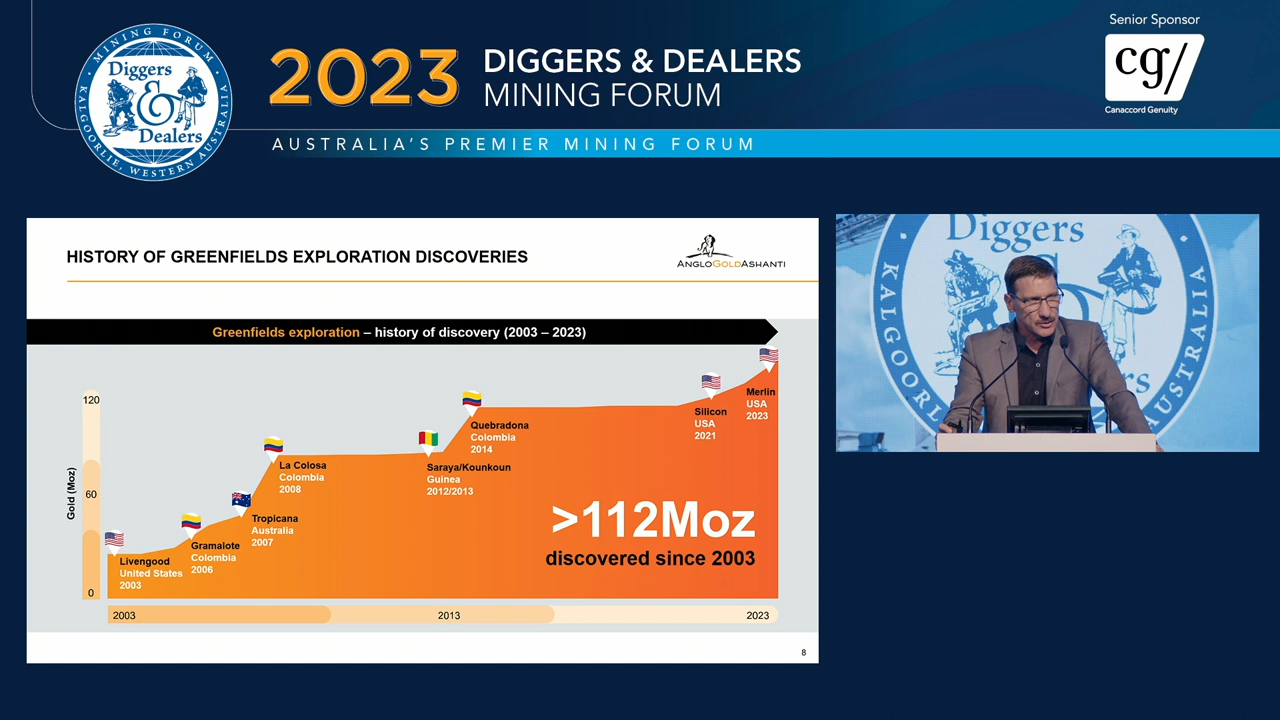 MINING FORUM
Diggers
&
Dealers
KALGOORLIE, WESTERN AUSTRALIA
2023
DIGGERS & DEALERS
MINING FORUM
AUSTRALIA'S PREMIER MINING FORUM
Senior Sponsor
cg/
Canaccord Genuity
HISTORY OF GREENFIELDS EXPLORATION DISCOVERIES
ANGLOGOLDASHANTI
Greenfields exploration – history of discovery (2003 – 2023)
Gold (Moz)
120
60
0
Livengood
United States
2003
Gramalote
Colombia
2006
Tropicana
Australia
2007
La Colosa
Colombia
2008
Saraya/Kounkoun
Guinea
2012/2013
Quebradona
Colombia
2014
Silicon
USA
2021
Merlin
USA
2023
>112Moz
discovered since 2003
2003
2013
2023
8
Diggers
&
rs
KALGOORL
AUSTRALIA